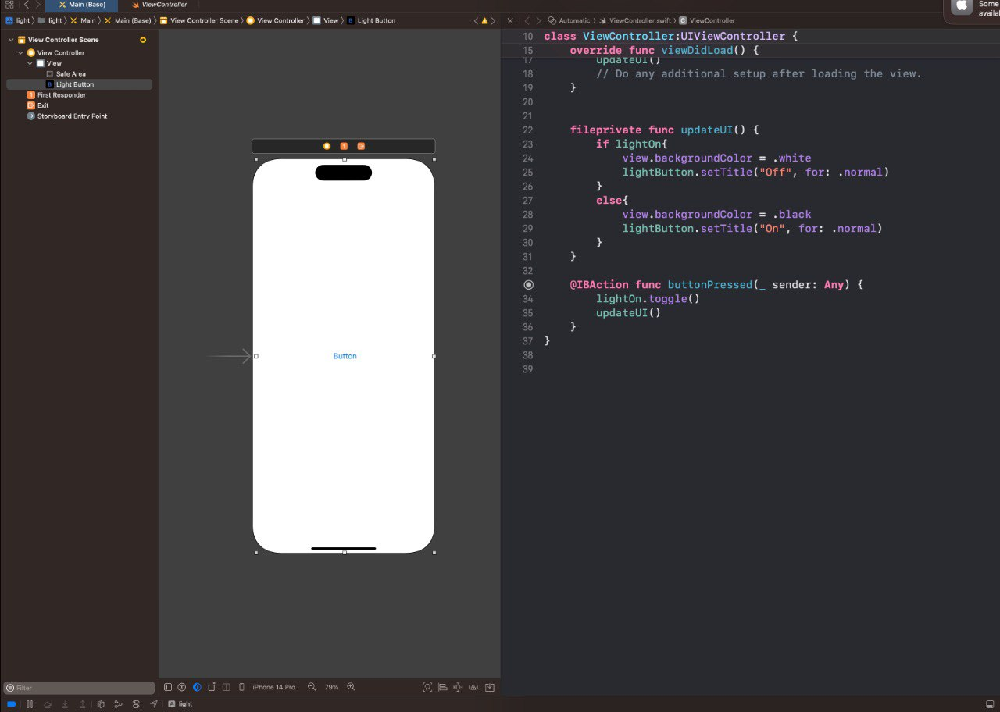 Main (Base)
ViewController
light
light
Main
Main (Base)
View Controller Scene
View Controller
View
Light Button
Automatic
ViewController.swift
ViewController
Some
availa
View Controller Scene
View Controller
View
Safe Area
Light Button
First Responder
Exit
Storyboard Entry Point
Button
10 class ViewController:UIViewController {
15 override func viewDidLoad() {
17 updateUI()
18 // Do any additional setup after loading the view.
19 }
20
21
22 fileprivate func updateUI() {
23 if lightOn{
24 view.backgroundColor = .white
25 lightButton.setTitle("Off", for: .normal)
26 }
27 else{
28 view.backgroundColor = .black
29 lightButton.setTitle("On", for: .normal)
30 }
31 }
32
@IBAction func buttonPressed(_ sender: Any) {
34 lightOn.toggle()
35 updateUI()
36 }
37 }
38
39
Filter
iPhone 14 Pro
79%
light